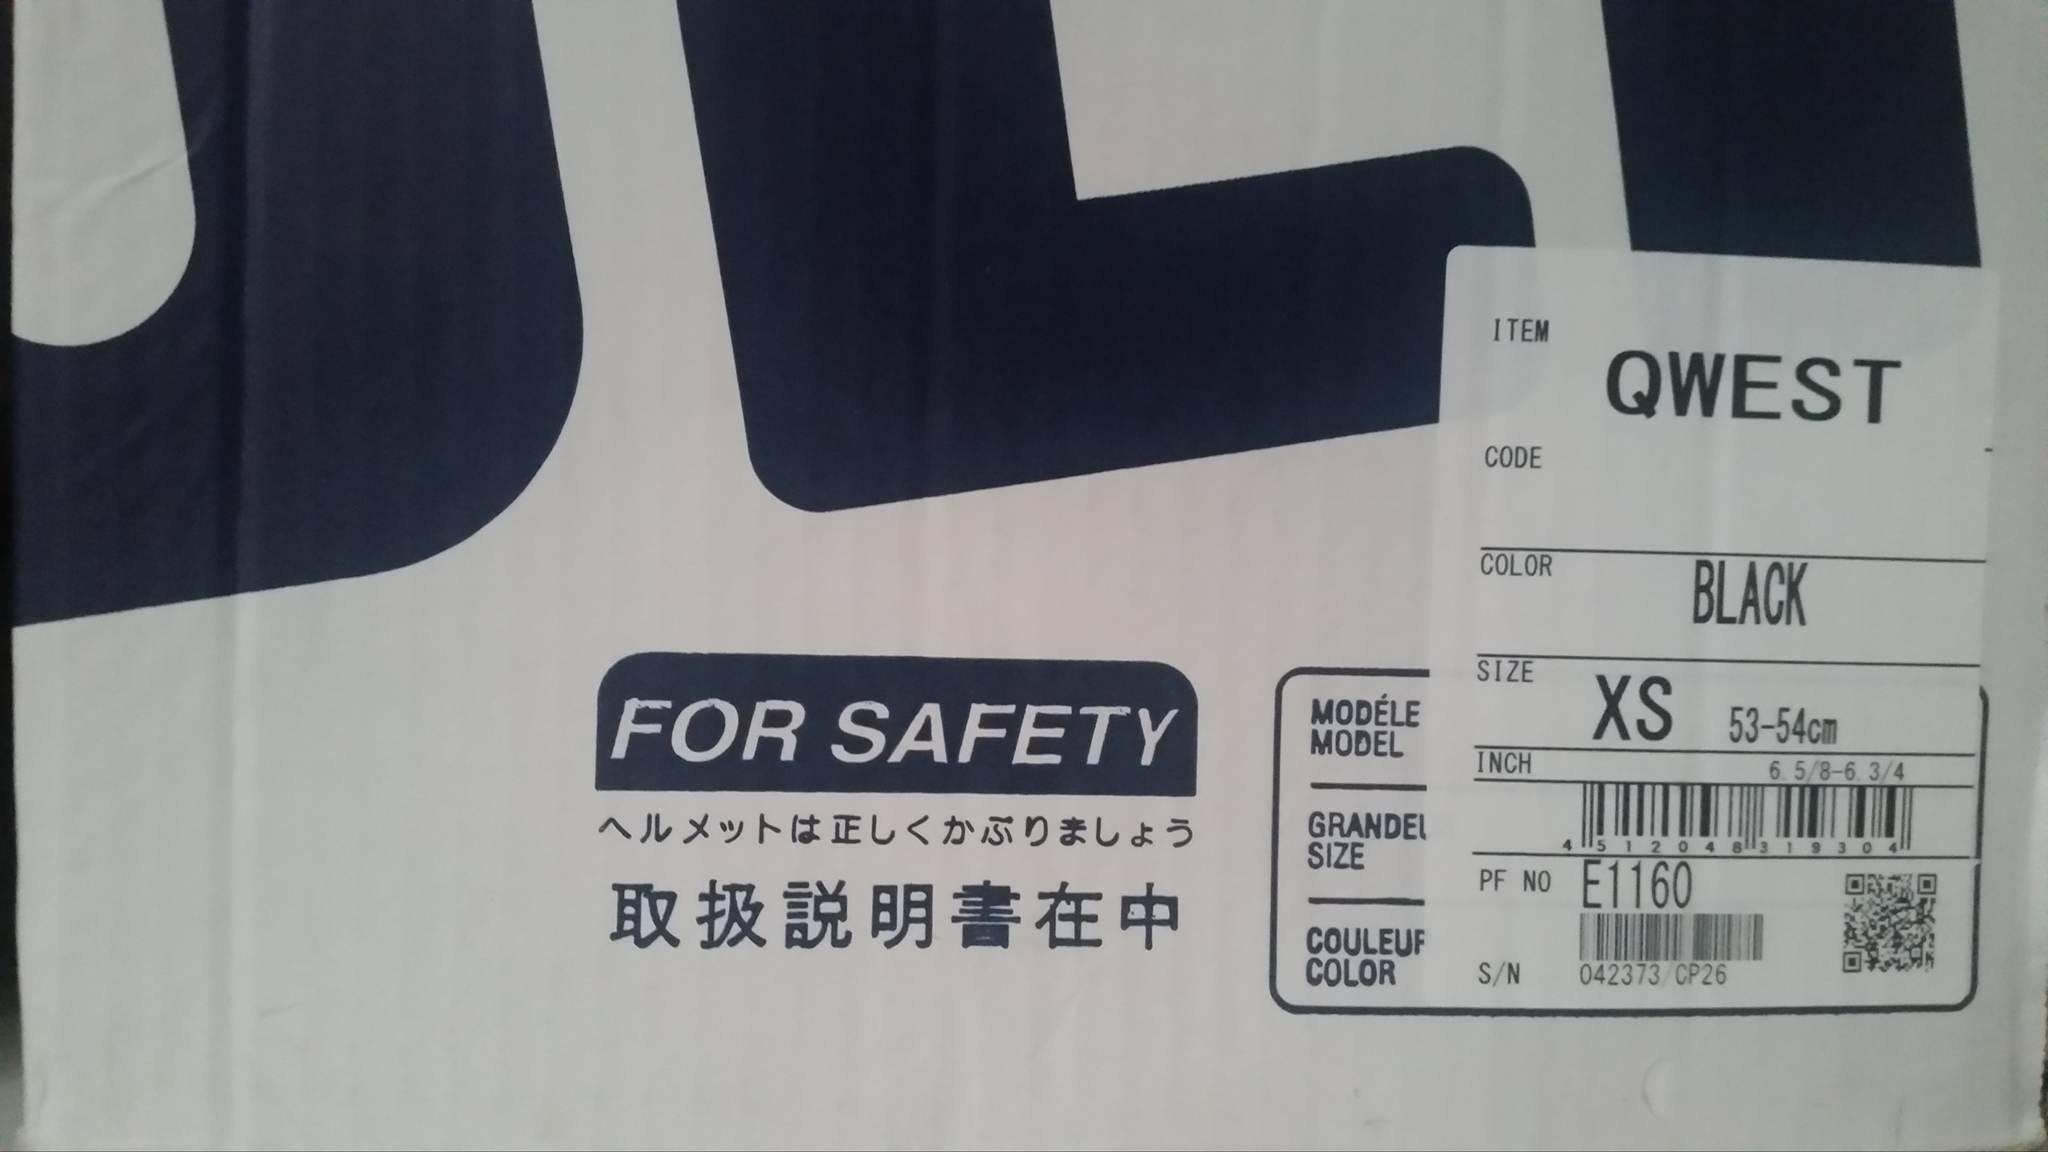 ITEM
QWEST
CODE
COLOR
BLACK
SIZE
XS 53-54cm
INCH
6.5/8-6.3/4
4 512048 319304
PF NO E1160
S/N 042373/CP26
FOR SAFETY
ヘルメットは正しくかぶりましょう
取扱説明書在中
MODÉLE
MODEL
GRANDEU
SIZE
COULEUR
COLOR